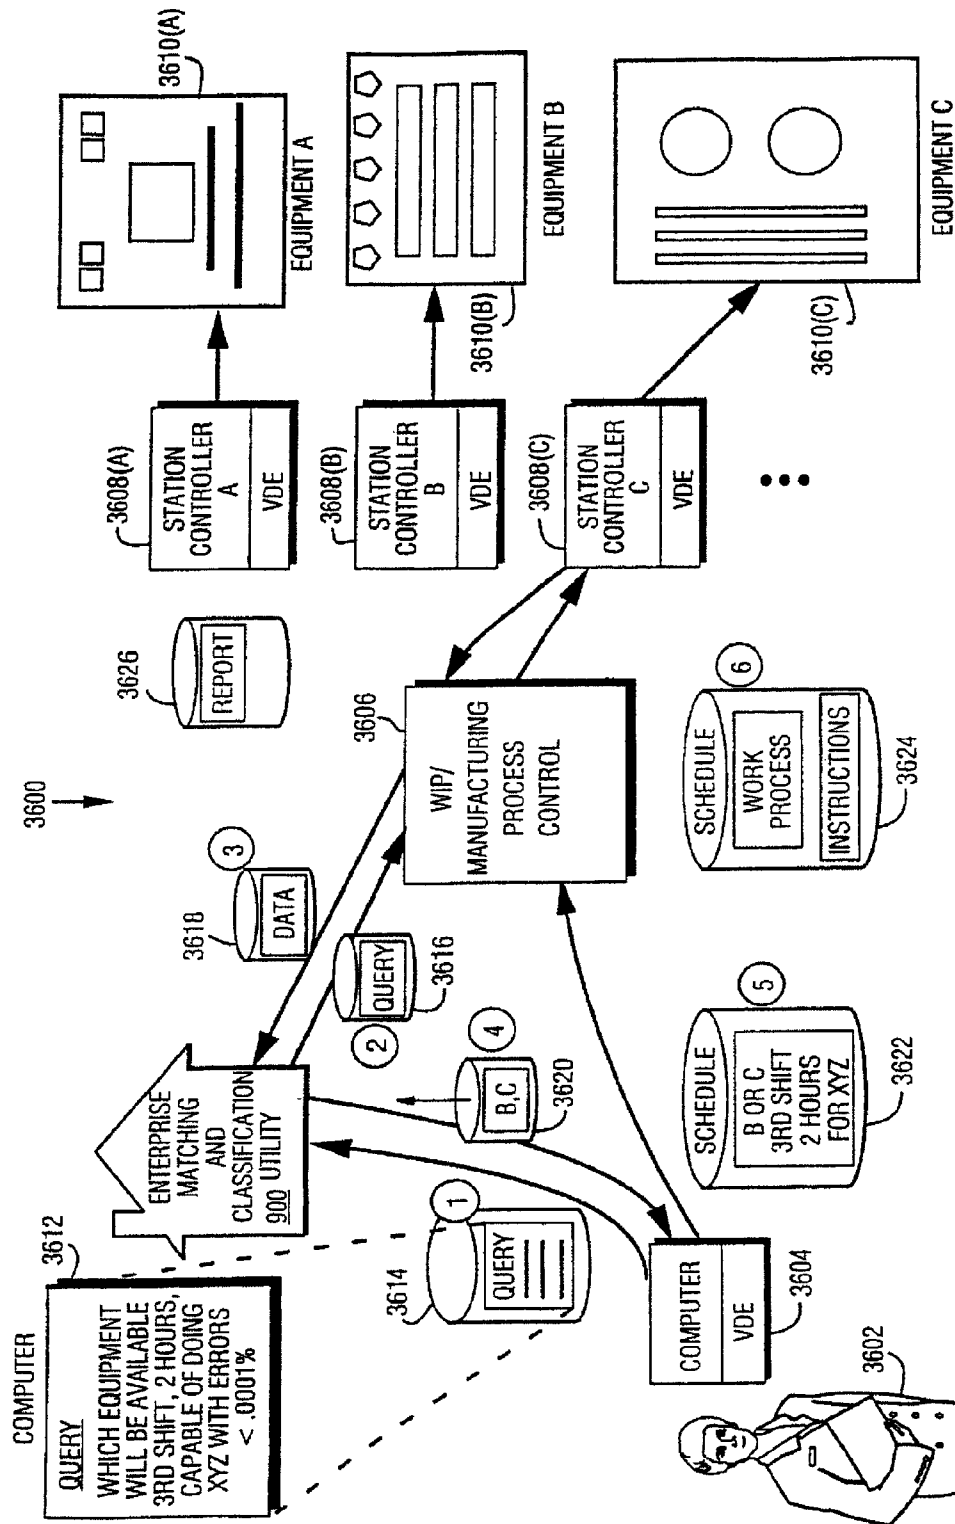 COMPUTER
3612
QUERY
WHICH EQUIPMENT
WILL BE AVAILABLE
3RD SHIFT, 2 HOURS,
CAPABLE OF DOING
XYZ WITH ERRORS
< .0001%
ENTERPRISE
MATCHING
AND
CLASSIFICATION
900 UTILITY
3600
3618
DATA
3
3626
REPORT
3608(A)
STATION
CONTROLLER
A
VDE
3610(A)
EQUIPMENT A
3614
QUERY
1
2
QUERY
3616
B,C
4
3620
3606
WIP/
MANUFACTURING
PROCESS
CONTROL
3608(B)
STATION
CONTROLLER
B
VDE
3610(B)
EQUIPMENT B
3608(C)
STATION
CONTROLLER
C
VDE
3610(C)
EQUIPMENT C
COMPUTER
VDE
3604
3602
SCHEDULE
5
B OR C
3RD SHIFT
2 HOURS
FOR XYZ
3622
SCHEDULE
6
WORK
PROCESS
INSTRUCTIONS
3624